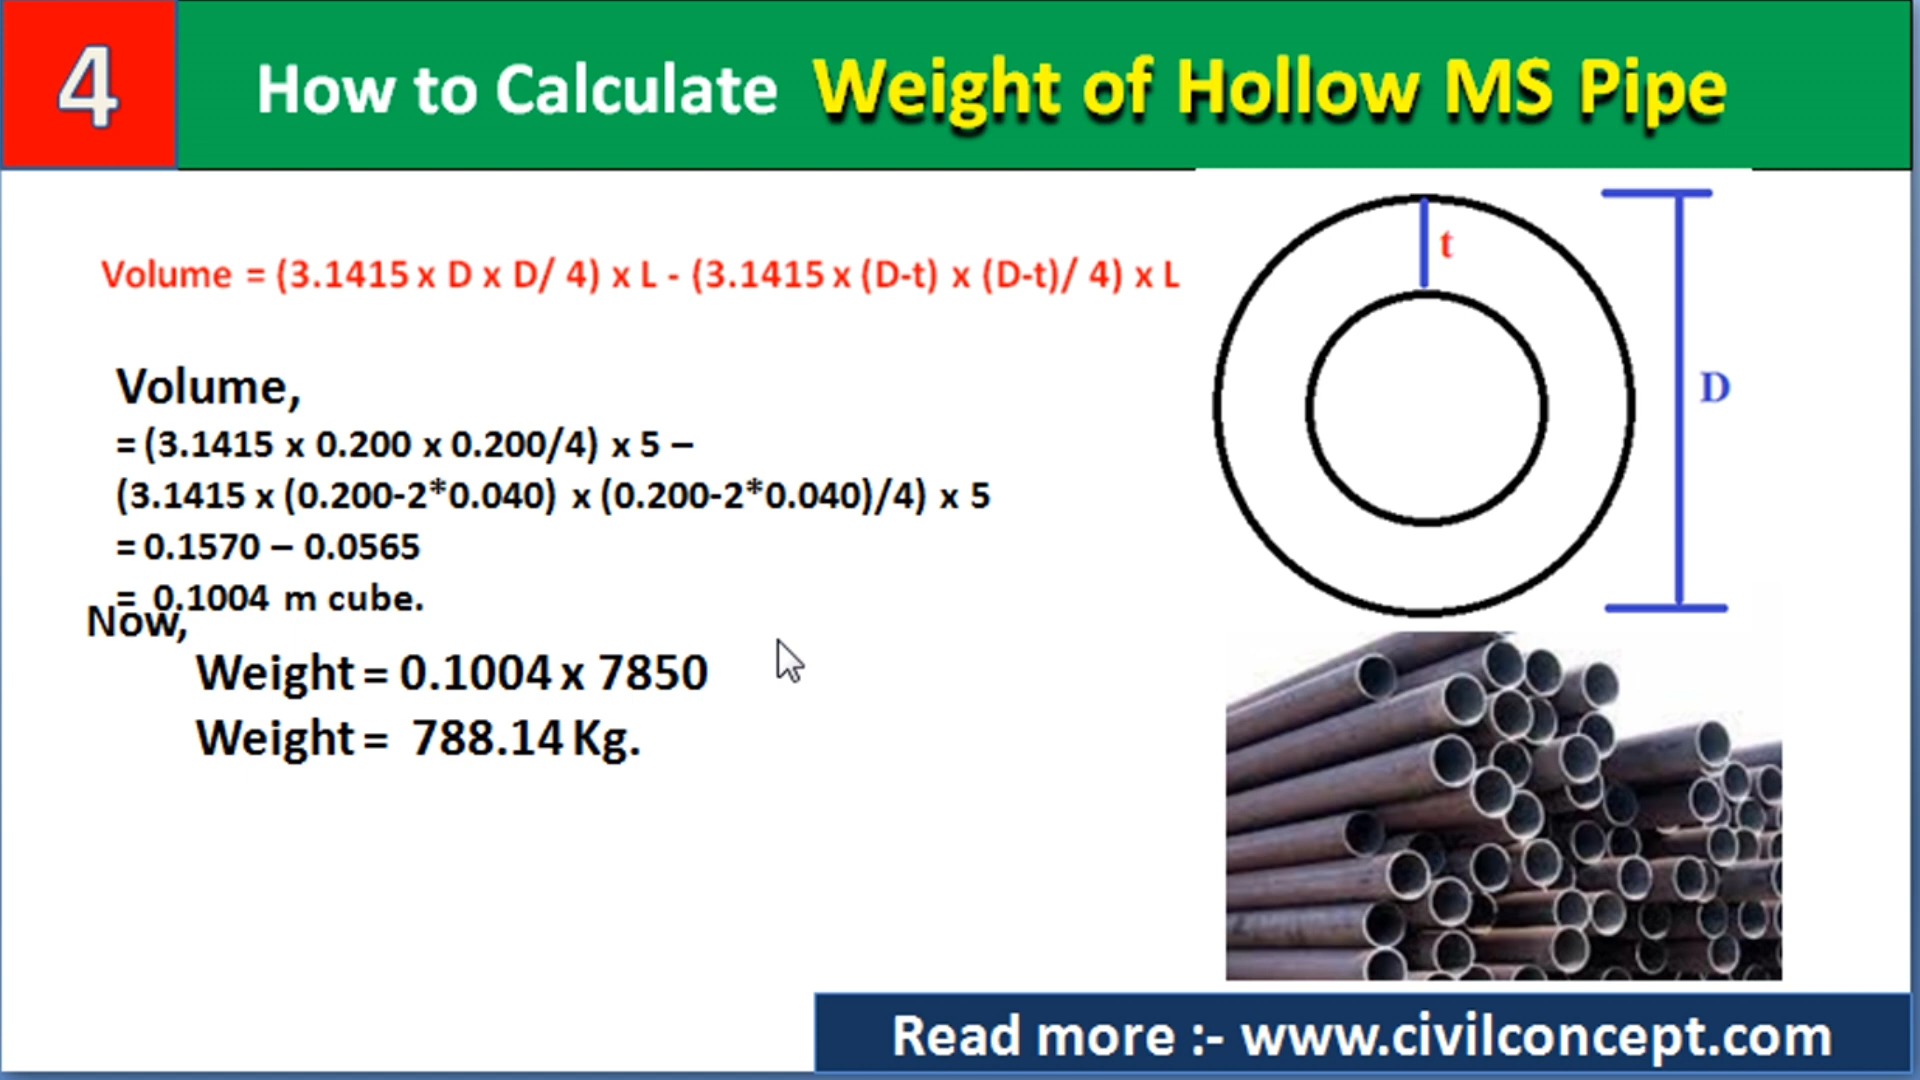 4
How to Calculate Weight of Hollow MS Pipe
Volume = (3.1415 x D x D/ 4) x L - (3.1415 x (D-t) x (D-t)/ 4) x L
t
D
Volume,
= (3.1415 x 0.200 x 0.200/4) x 5 –
(3.1415 x (0.200-2*0.040) x (0.200-2*0.040)/4) x 5
= 0.1570 – 0.0565
= 0.1004 m cube.
Now,
Weight = 0.1004 x 7850
Weight = 788.14 Kg.
Read more :- www.civilconcept.com